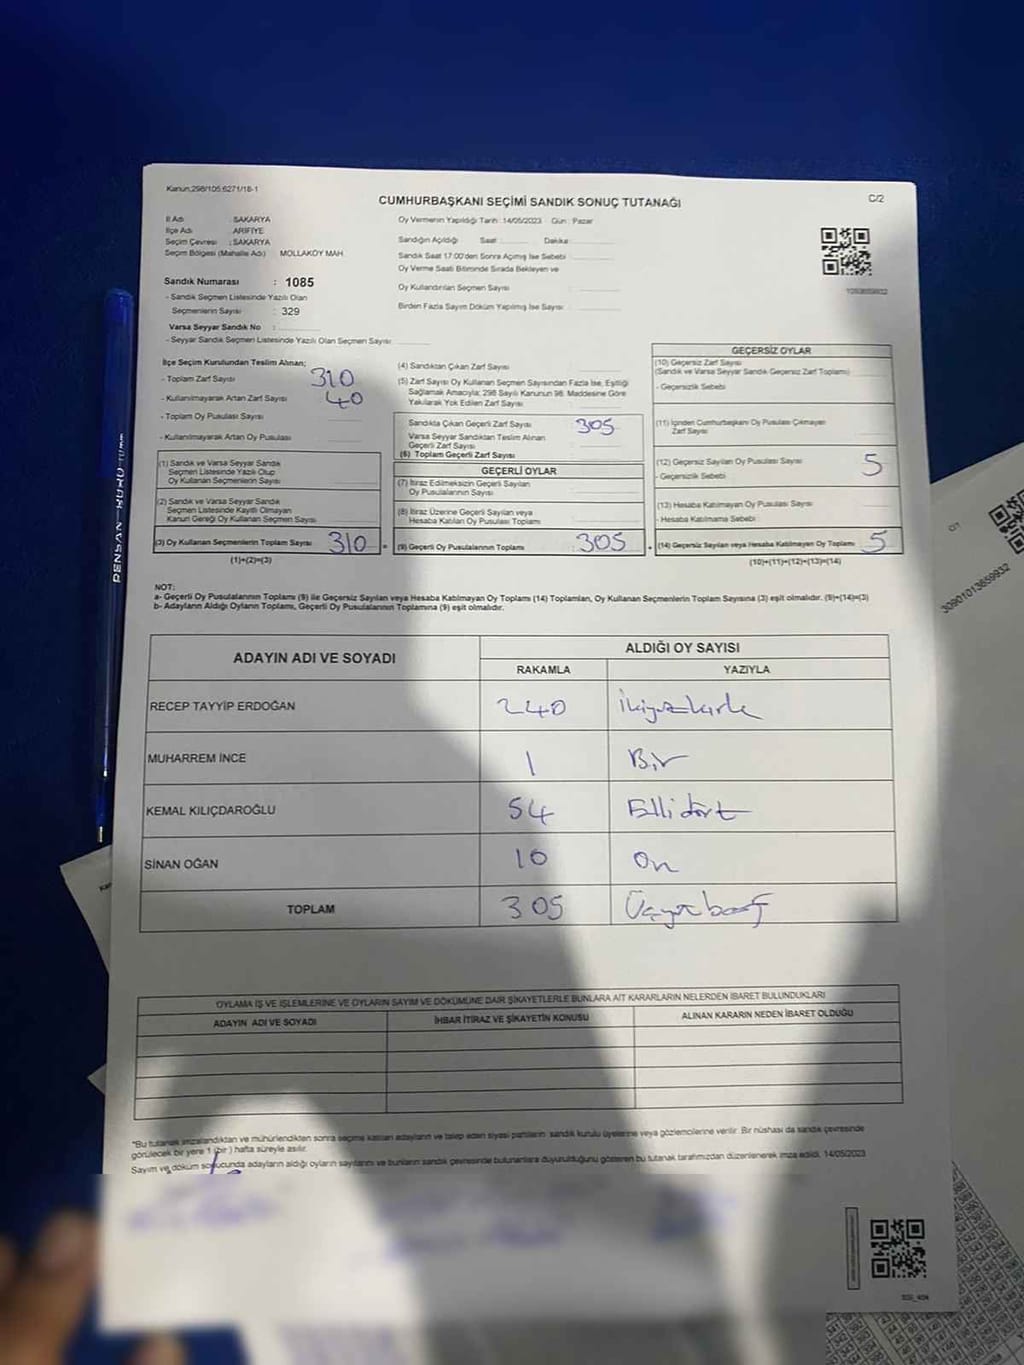 Kanun:298/105.6271/18-1
CUMHURBAŞKANI SEÇİMİ SANDIK SONUÇ TUTANAĞI
C/2
İl Adı : SAKARYA
İlçe Adı : ARİFİYE
Seçim Çevresi : SAKARYA
Seçim Bölgesi (Mahalle Adı) MOLLAKÖY MAH.
Oy Vermenin Yapıldığı Tarih :14/05/2023 Gün : Pazar
Sandığın Açıldığı Saat Dakika
Sandık Saat 17:00'den Sonra Açılmış İse Sebebi
Oy Verme Saati Bitiminde Sırada Bekleyen ve
Oy Kullandırılan Seçmen Sayısı
Birden Fazla Sayım Döküm Yapılmış İse Sayısı
Sandık Numarası : 1085
- Sandık Seçmen Listesinde Yazılı Olan
Seçmenlerin Sayısı : 329
Varsa Seyyar Sandık No :
- Seyyar Sandık Seçmen Listesinde Yazılı Olan Seçmen Sayısı
İlçe Seçim Kurulundan Teslim Alınan;
- Toplam Zarf Sayısı 310
- Kullanılmayarak Artan Zarf Sayısı 40
- Toplam Oy Pusulası Sayısı
- Kullanılmayarak Artan Oy Pusulası
(1) Sandık ve Varsa Seyyar Sandık
Seçmen Listesinde Yazılı Olup
Oy Kullanan Seçmenlerin Sayısı
(2) Sandık ve Varsa Seyyar Sandık
Seçmen Listesinde Kayıtlı Olmayan
Kanun Gereği Oy Kullanan Seçmen Sayısı
(3) Oy Kullanan Seçmenlerin Toplam Sayısı 310 =
(1)+(2)=(3)
(4) Sandıktan Çıkan Zarf Sayısı
(5) Zarf Sayısı Oy Kullanan Seçmen Sayısından Fazla İse, Eşitliği
Sağlamak Amacıyla; 298 Sayılı Kanunun 98. Maddesine Göre
Yakılarak Yok Edilen Zarf Sayısı
Sandıkta Çıkan Geçerli Zarf Sayısı 305
Varsa Seyyar Sandıktan Teslim Alınan
Geçerli Zarf Sayısı
(6) Toplam Geçerli Zarf Sayısı
GEÇERLİ OYLAR
(7) İtiraz Edilmeksizin Geçerli Sayılan
Oy Pusulalarının Sayısı
(8) İtiraz Üzerine Geçerli Sayılan veya
Hesaba Katılan Oy Pusulası Toplamı
(9) Geçerli Oy Pusulalarının Toplamı : 305 +
GEÇERSİZ OYLAR
(10) Geçersiz Zarf Sayısı
(Sandık ve Varsa Seyyar Sandık Geçersiz Zarf Toplamı)
- Geçersizlik Sebebi
(11) İçinden Cumhurbaşkanı Oy Pusulası Çıkmayan
Zarf Sayısı
(12) Geçersiz Sayılan Oy Pusulası Sayısı 5
- Geçersizlik Sebebi
(13) Hesaba Katılmayan Oy Pusulası Sayısı
- Hesaba Katılmama Sebebi
(14) Geçersiz Sayılan veya Hesaba Katılmayan Oy Toplamı 5
(10)+(11)+(12)+(13)=(14)
NOT:
a- Geçerli Oy Pusulalarının Toplamı (9) ile Geçersiz Sayılan veya Hesaba Katılmayan Oy Toplamı (14) Toplamları, Oy Kullanan Seçmenlerin Toplam Sayısına (3) eşit olmalıdır. (9)+(14)=(3)
b- Adayların Aldığı Oyların Toplamı, Geçerli Oy Pusulalarının Toplamına (9) eşit olmalıdır.
ADAYIN ADI VE SOYADI ALDIĞI OY SAYISI
RAKAMLA YAZIYLA
RECEP TAYYİP ERDOĞAN 240 İkiyüzkırk
MUHARREM İNCE 1 Bir
KEMAL KILIÇDAROĞLU 54 Ellidört
SİNAN OĞAN 10 On
TOPLAM 305 Üçyüzbeş
OYLAMA İŞ VE İŞLEMLERİNE VE OYLARIN SAYIM VE DÖKÜMÜNE DAİR ŞİKAYETLERLE BUNLARA AİT KARARLARIN NELERDEN İBARET BULUNDUKLARI
ADAYIN ADI VE SOYADI İHBAR İTİRAZ VE ŞİKAYETİN KONUSU ALINAN KARARIN NEDEN İBARET OLDUĞU
*Bu tutanak imzalandıktan ve mühürlendikten sonra seçime katılan adayların ve talep eden siyasi partilerin sandık kurulu üyelerine veya gözlemcilerine verilir. Bir nüshası da sandık çevresinde
görülecek bir yere 1 (bir) hafta süreyle asılır.
Sayım ve döküm sonucunda adayların aldığı oyların sayılarını ve bunların sandık çevresinde bulunanlara duyurulduğunu gösteren bu tutanak tarafımızdan düzenlenerek imza edildi. 14/05/2023
3090101365993​2
PENSAN